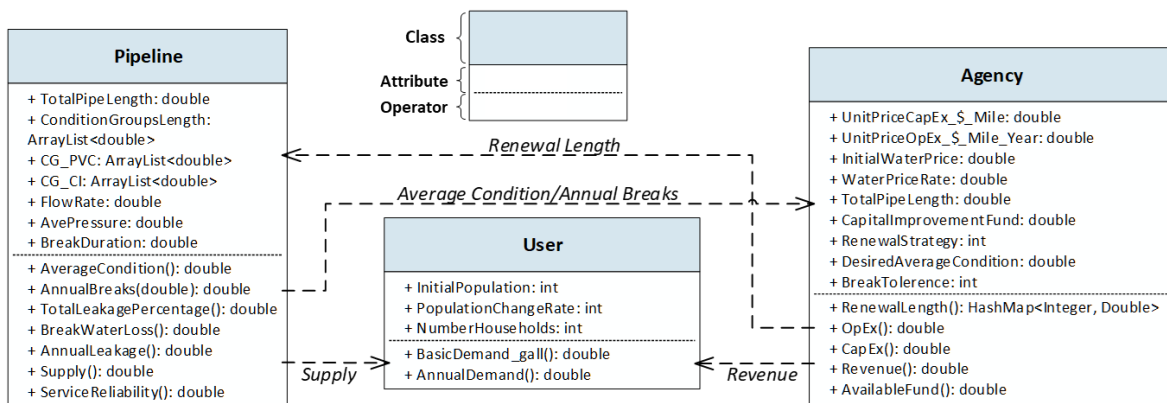 Pipeline
+ TotalPipeLength: double
+ ConditionGroupsLength:
ArrayList<double>
+ CG_PVC: ArrayList<double>
+ CG_CI: ArrayList<double>
+ FlowRate: double
+ AvePressure: double
+ BreakDuration: double
+ AverageCondition(): double
+ AnnualBreaks(double): double
+ TotalLeakagePercentage(): double
+ BreakWaterLoss(): double
+ AnnualLeakage(): double
+ Supply(): double
+ ServiceReliability(): double
Class
Attribute
Operator
Renewal Length
Average Condition/Annual Breaks
User
+ InitialPopulation: int
+ PopulationChangeRate: int
+ NumberHouseholds: int
+ BasicDemand_gall(): double
+ AnnualDemand(): double
Supply
Revenue
Agency
+ UnitPriceCapEx_$_Mile: double
+ UnitPriceOpEx_$_Mile_Year: double
+ InitialWaterPrice: double
+ WaterPriceRate: double
+ TotalPipeLength: double
+ CapitalImprovementFund: double
+ RenewalStrategy: int
+ DesiredAverageCondition: double
+ BreakTolerence: int
+ RenewalLength(): HashMap<Integer, Double>
+ OpEx(): double
+ CapEx(): double
+ Revenue(): double
+ AvailableFund(): double